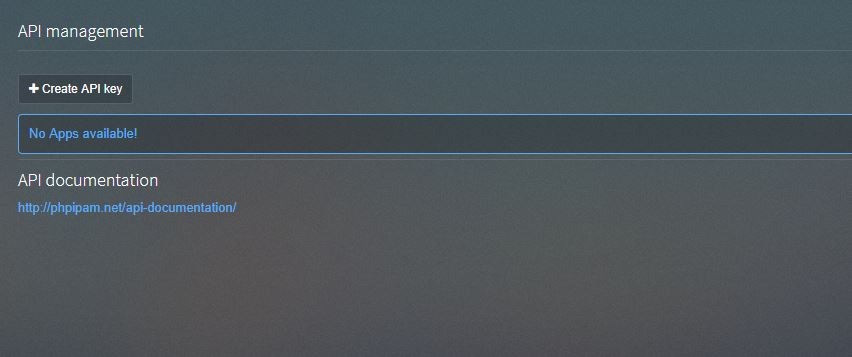 API management
+ Create API key
No Apps available!
API documentation
http://phpipam.net/api-documentation/